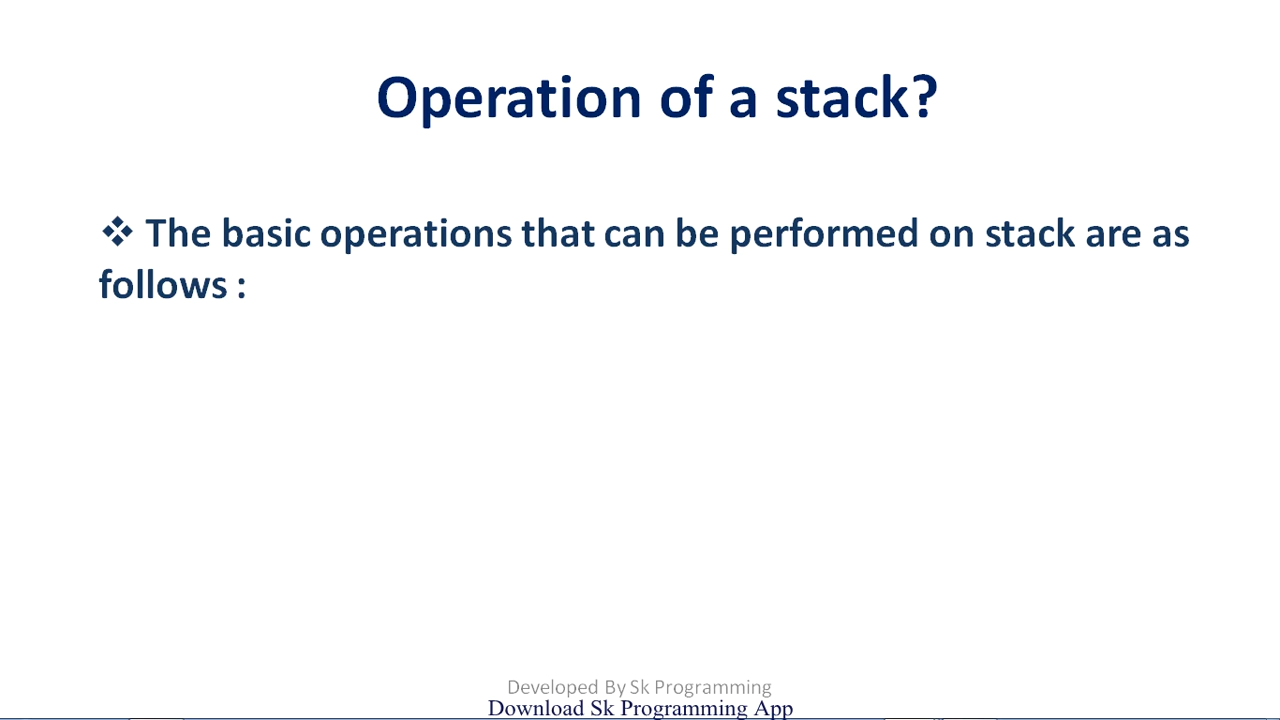 Operation of a stack?
❖ The basic operations that can be performed on stack are as
follows :
Developed By Sk Programming
Download Sk Programming App